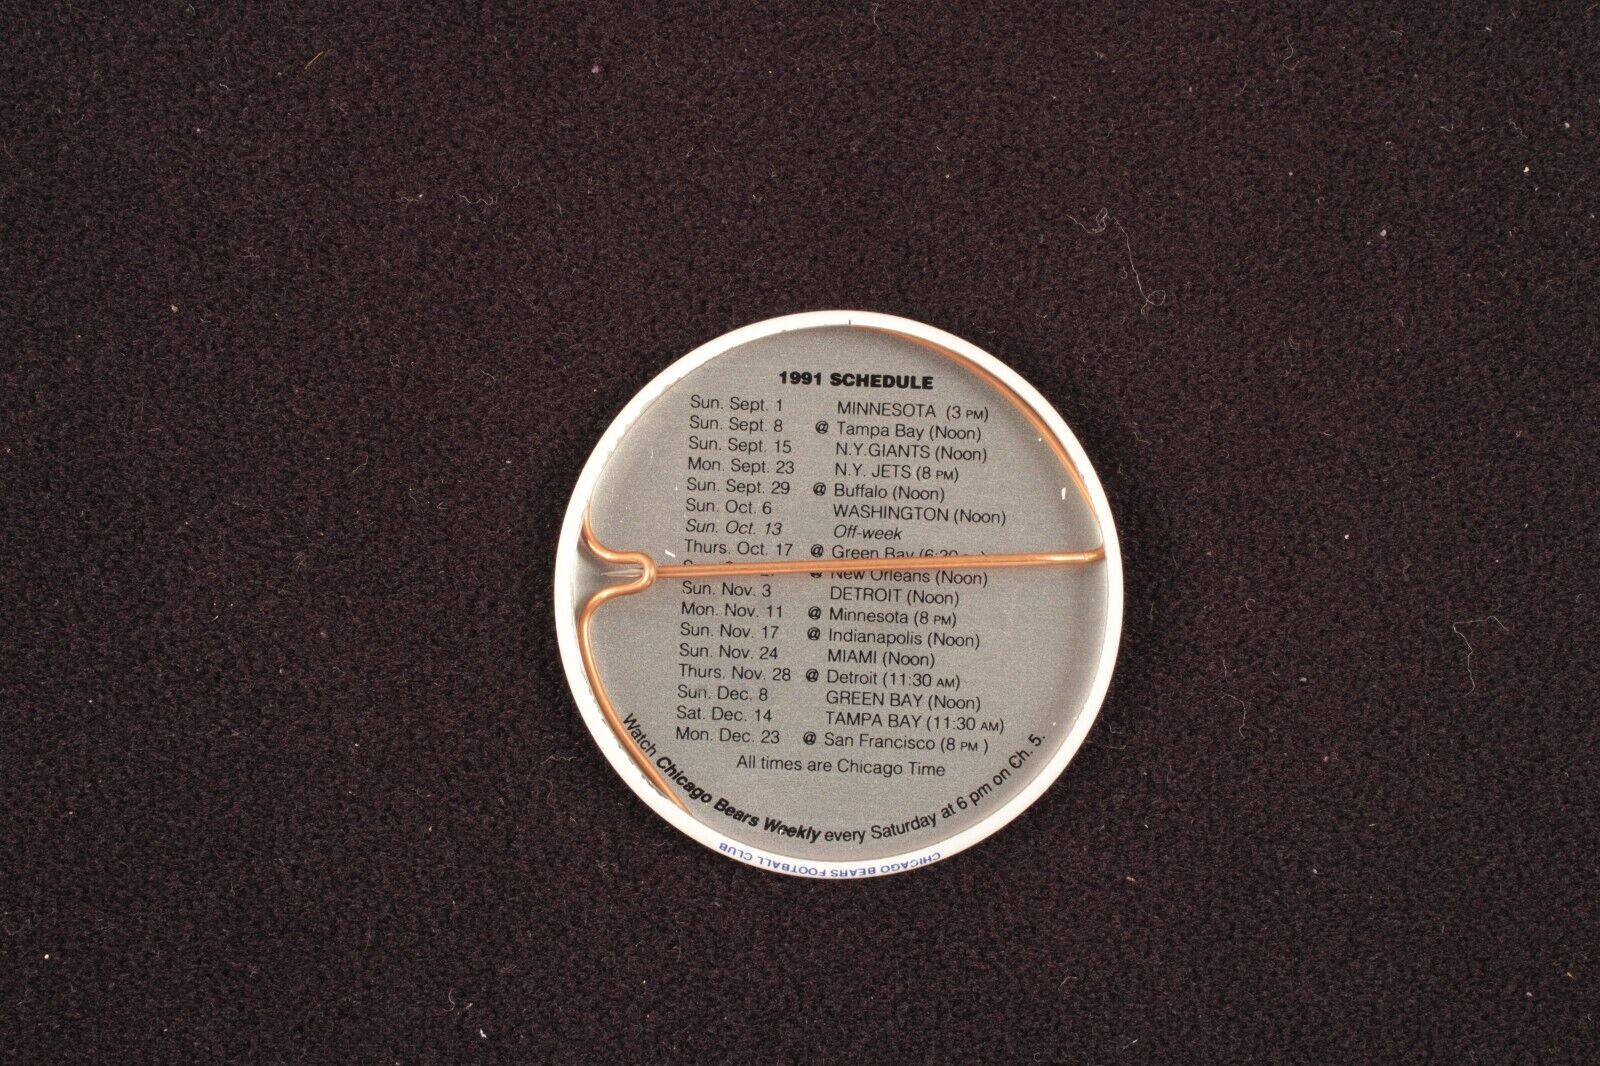 1991 SCHEDULE
Sun. Sept. 1 MINNESOTA (3 PM)
Sun. Sept. 8 @ Tampa Bay (Noon)
Sun. Sept. 15 N.Y.GIANTS (Noon)
Mon. Sept. 23 N.Y. JETS (8 PM)
Sun. Sept. 29 @ Buffalo (Noon)
Sun. Oct. 6 WASHINGTON (Noon)
Sun. Oct. 13 Off-week
Thurs. Oct. 17 @ Green Bay
@ New Orleans (Noon)
Sun. Nov. 3 DETROIT (Noon)
Mon. Nov. 11 @ Minnesota (8 PM)
Sun. Nov. 17 @ Indianapolis (Noon)
Sun. Nov. 24 MIAMI (Noon)
Thurs. Nov. 28 @ Detroit (11:30 AM)
Sun. Dec. 8 GREEN BAY (Noon)
Sat. Dec. 14 TAMPA BAY (11:30 AM)
Mon. Dec. 23 @ San Francisco (8 PM )
All times are Chicago Time
Watch Chicago Bears Weekly every Saturday at 6 pm on Ch. 5.
CHICAGO BEARS FOOTBALL CLUB